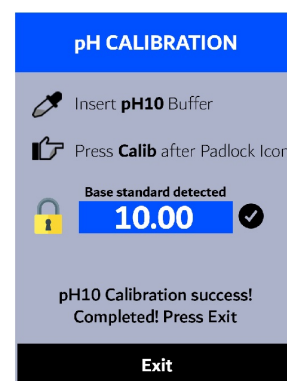 pH CALIBRATION
Insert pH10 Buffer
Press Calib after Padlock Icon
Base standard detected
10.00
pH10 Calibration success!
Completed! Press Exit
Exit